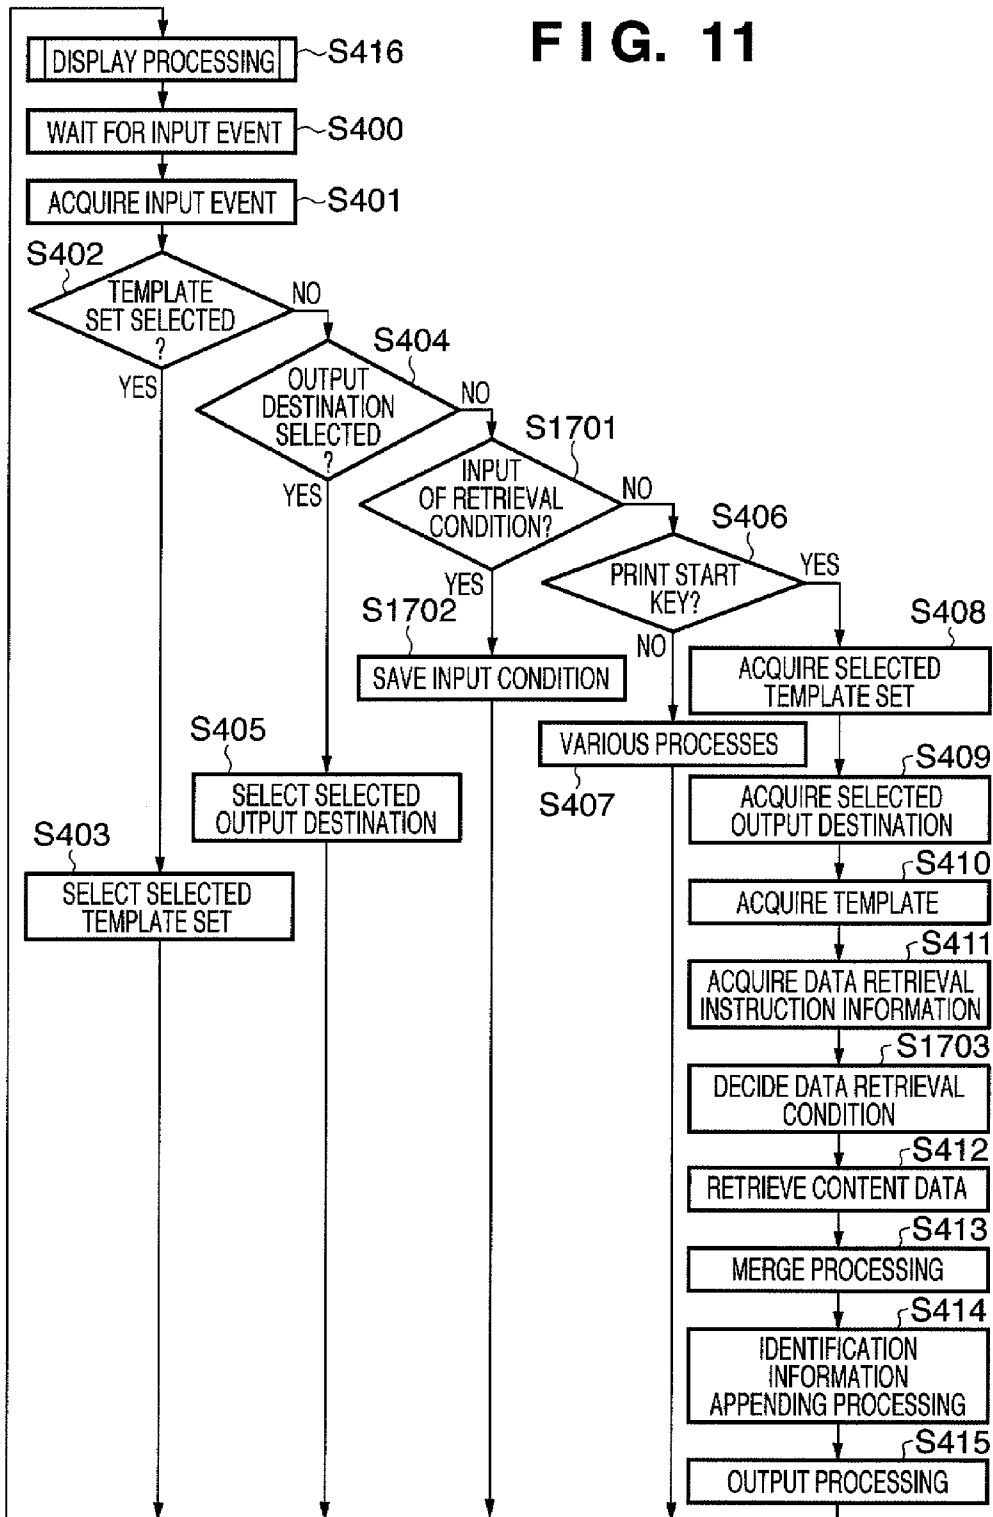 FIG. 11
DISPLAY PROCESSING
S416
WAIT FOR INPUT EVENT
S400
ACQUIRE INPUT EVENT
S401
S402
TEMPLATE
SET SELECTED
?
NO
YES
S404
OUTPUT
DESTINATION
SELECTED
?
NO
YES
S1701
INPUT
OF RETRIEVAL
CONDITION?
NO
YES
S406
PRINT START
KEY?
YES
NO
S1702
SAVE INPUT CONDITION
S408
ACQUIRE SELECTED
TEMPLATE SET
VARIOUS PROCESSES
S407
S405
SELECT SELECTED
OUTPUT DESTINATION
S409
ACQUIRE SELECTED
OUTPUT DESTINATION
S403
SELECT SELECTED
TEMPLATE SET
S410
ACQUIRE TEMPLATE
S411
ACQUIRE DATA RETRIEVAL
INSTRUCTION INFORMATION
S1703
DECIDE DATA RETRIEVAL
CONDITION
S412
RETRIEVE CONTENT DATA
S413
MERGE PROCESSING
S414
IDENTIFICATION
INFORMATION
APPENDING PROCESSING
S415
OUTPUT PROCESSING